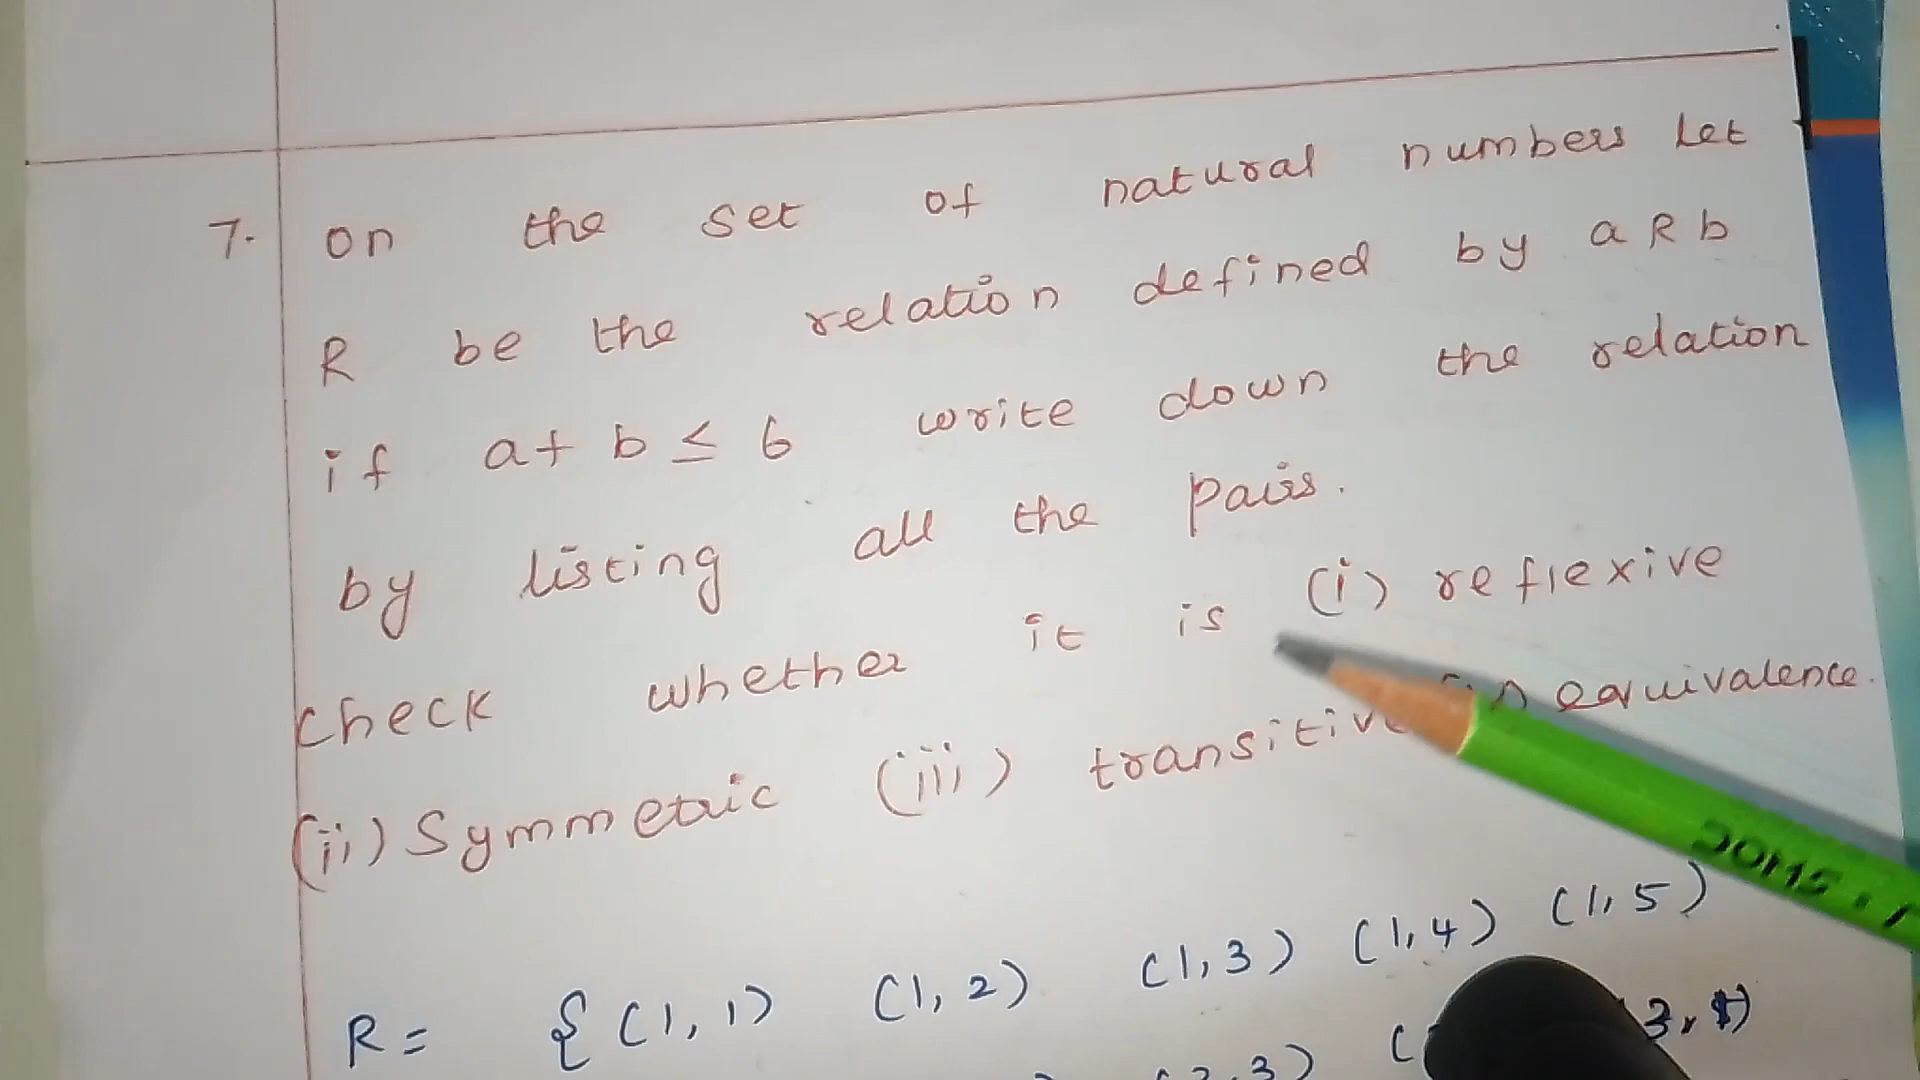 7. On the set of natural numbers Let
R be the relation defined by a R b
if a + b ≤ 6 write down the relation
by listing all the pairs.
Check whether it is (i) reflexive
(ii) Symmetric (iii) transitive equivalence.
R = {(1,1) (1,2) (1,3) (1,4) (1,5)
DOMS